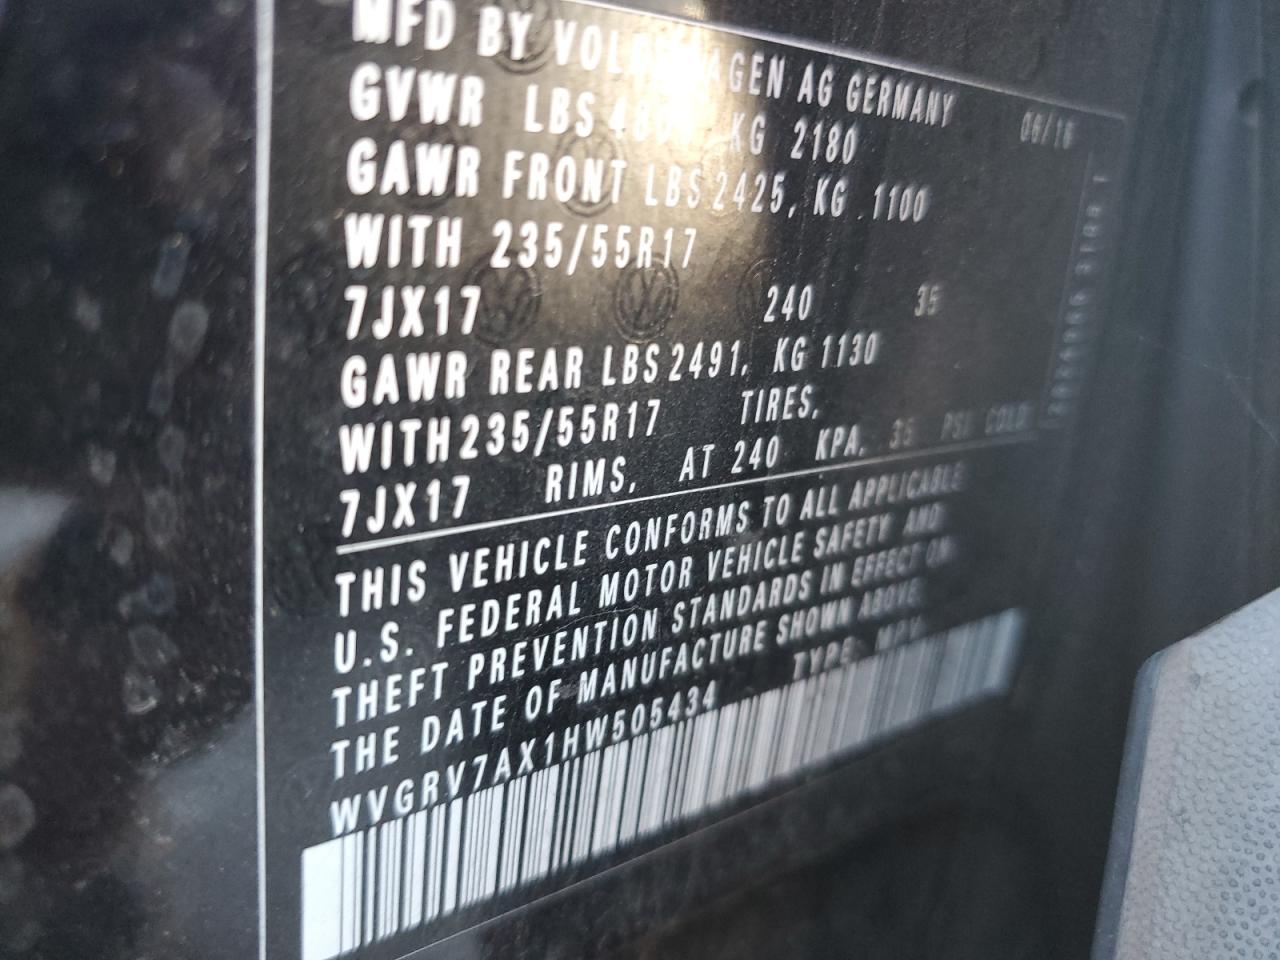 MFD BY VOLKSWAGEN AG GERMANY 06/16
GVWR LBS KG 2180
GAWR FRONT LBS 2425, KG 1100
WITH 235/55R17
7JX17 240 35
GAWR REAR LBS 2491, KG 1130
WITH 235/55R17 TIRES,
7JX17 RIMS, AT 240 KPA, 35 PSI COLD
THIS VEHICLE CONFORMS TO ALL APPLICABLE
U.S. FEDERAL MOTOR VEHICLE SAFETY AND
THEFT PREVENTION STANDARDS IN EFFECT ON
THE DATE OF MANUFACTURE SHOWN ABOVE.
WVGRV7AX1HW505434 TYPE: MPV